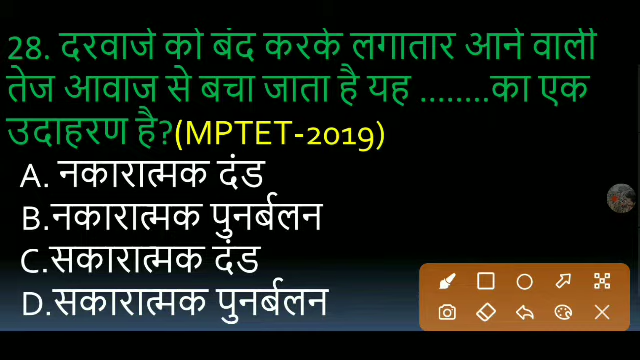 28. दरवाजे को बंद करके लगातार आने वाली
तेज आवाज से बचा जाता है यह ........का एक
उदाहरण है?(MPTET-2019)
A. नकारात्मक दंड
B.नकारात्मक पुनर्बलन
C.सकारात्मक दंड
D.सकारात्मक पुनर्बलन